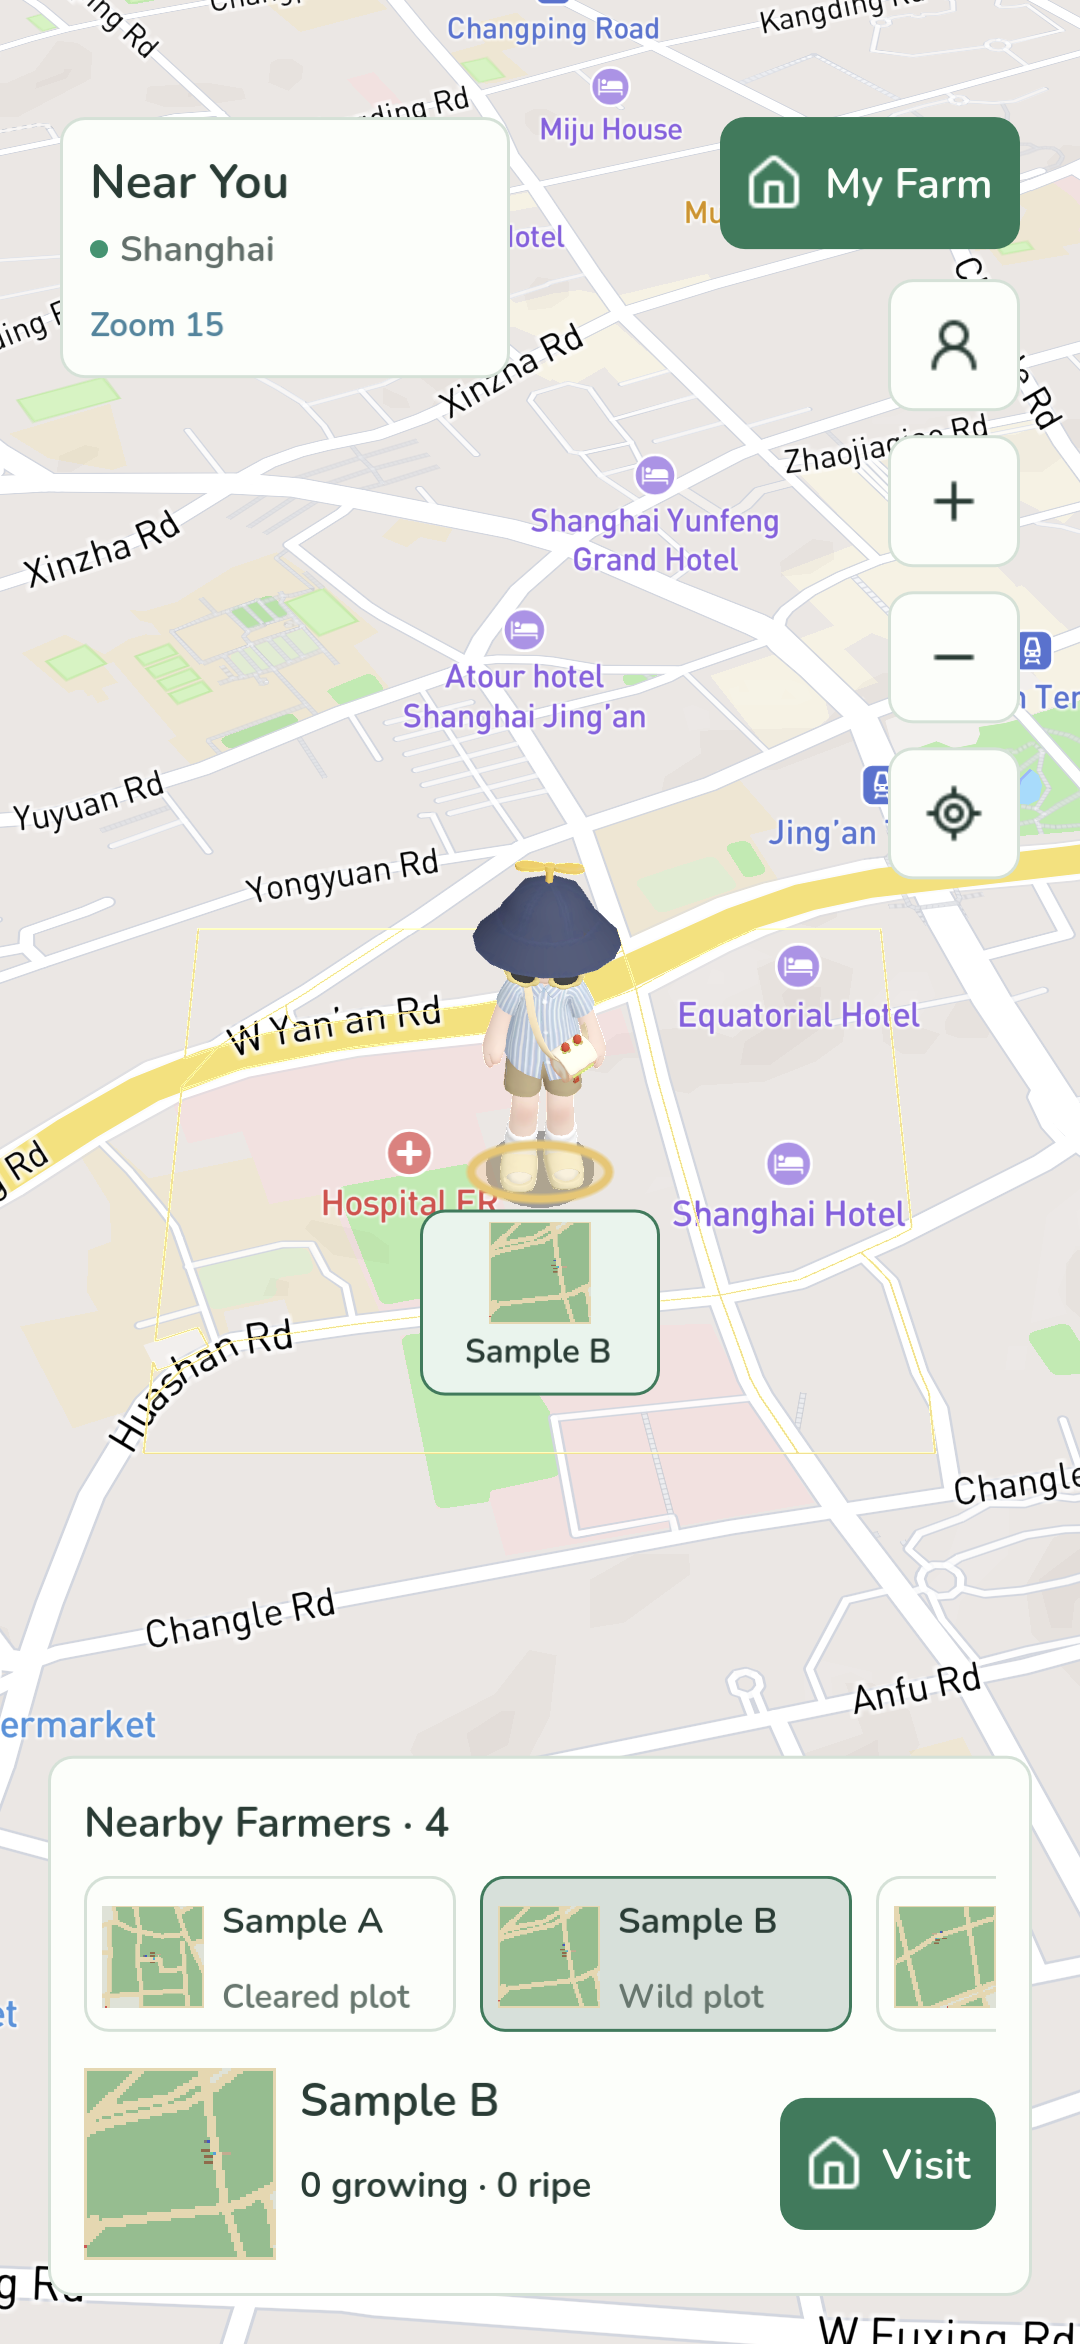 Changping Road
Kangding Rd
Miju House
Near You
Shanghai
Zoom 15
My Farm
Xinzha Rd
Shanghai Yunfeng
Grand Hotel
Xinzha Rd
Atour hotel
Shanghai Jing’an
Yuyuan Rd
Jing’an
Yongyuan Rd
W Yan’an Rd
Equatorial Hotel
Rd
Hospital ER
Shanghai Hotel
Sample B
Huashan Rd
Changle
Changle Rd
Anfu Rd
Nearby Farmers · 4
Sample A
Cleared plot
Sample B
Wild plot
Sample B
0 growing · 0 ripe
Visit
W Fuxing Rd